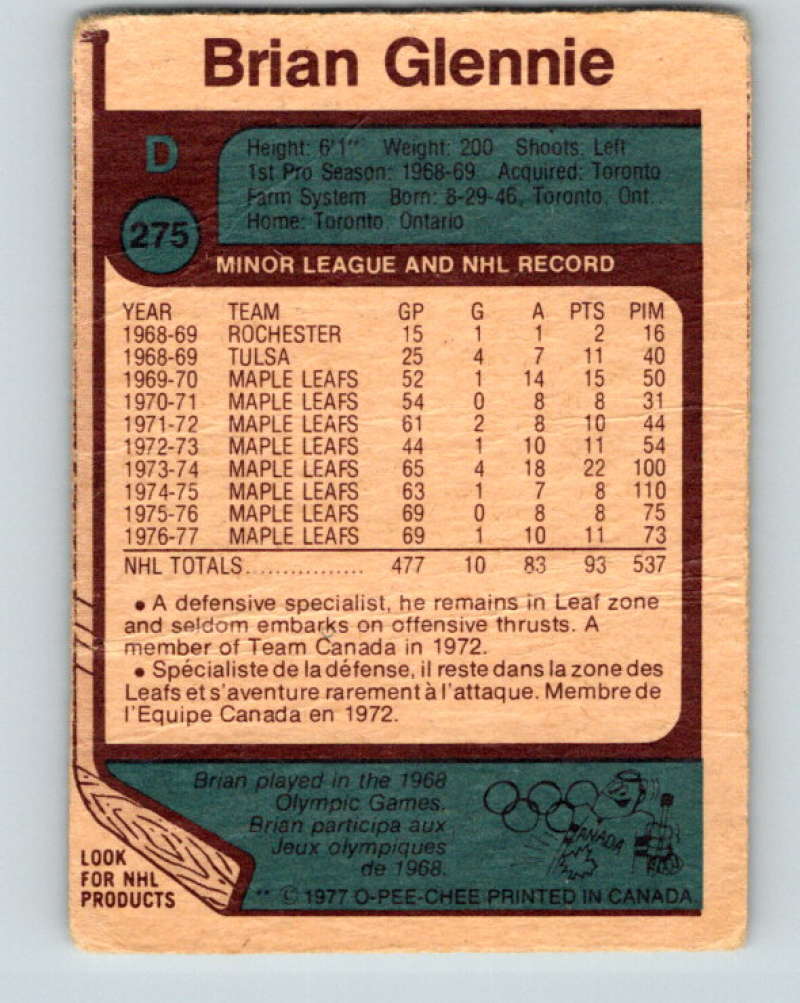 Brian Glennie
D
Height: 6'1" Weight: 200 Shoots: Left
1st Pro Season: 1968-69 Acquired: Toronto
Farm System Born: 8-29-46, Toronto, Ont.
Home: Toronto, Ontario
275
MINOR LEAGUE AND NHL RECORD
YEAR TEAM GP G A PTS PIM
1968-69 ROCHESTER 15 1 1 2 16
1968-69 TULSA 25 4 7 11 40
1969-70 MAPLE LEAFS 52 1 14 15 50
1970-71 MAPLE LEAFS 54 0 8 8 31
1971-72 MAPLE LEAFS 61 2 8 10 44
1972-73 MAPLE LEAFS 44 1 10 11 54
1973-74 MAPLE LEAFS 65 4 18 22 100
1974-75 MAPLE LEAFS 63 1 7 8 110
1975-76 MAPLE LEAFS 69 0 8 8 75
1976-77 MAPLE LEAFS 69 1 10 11 73
NHL TOTALS................ 477 10 83 93 537
• A defensive specialist, he remains in Leaf zone
and seldom embarks on offensive thrusts. A
member of Team Canada in 1972.
• Spécialiste de la défense, il reste dans la zone des
Leafs et s'aventure rarement à l'attaque. Membre de
l'Equipe Canada en 1972.
Brian played in the 1968
Olympic Games.
Brian participa aux
Jeux olympiques
de 1968.
CANADA
LOOK
FOR NHL
PRODUCTS
** © 1977 O-PEE-CHEE PRINTED IN CANADA